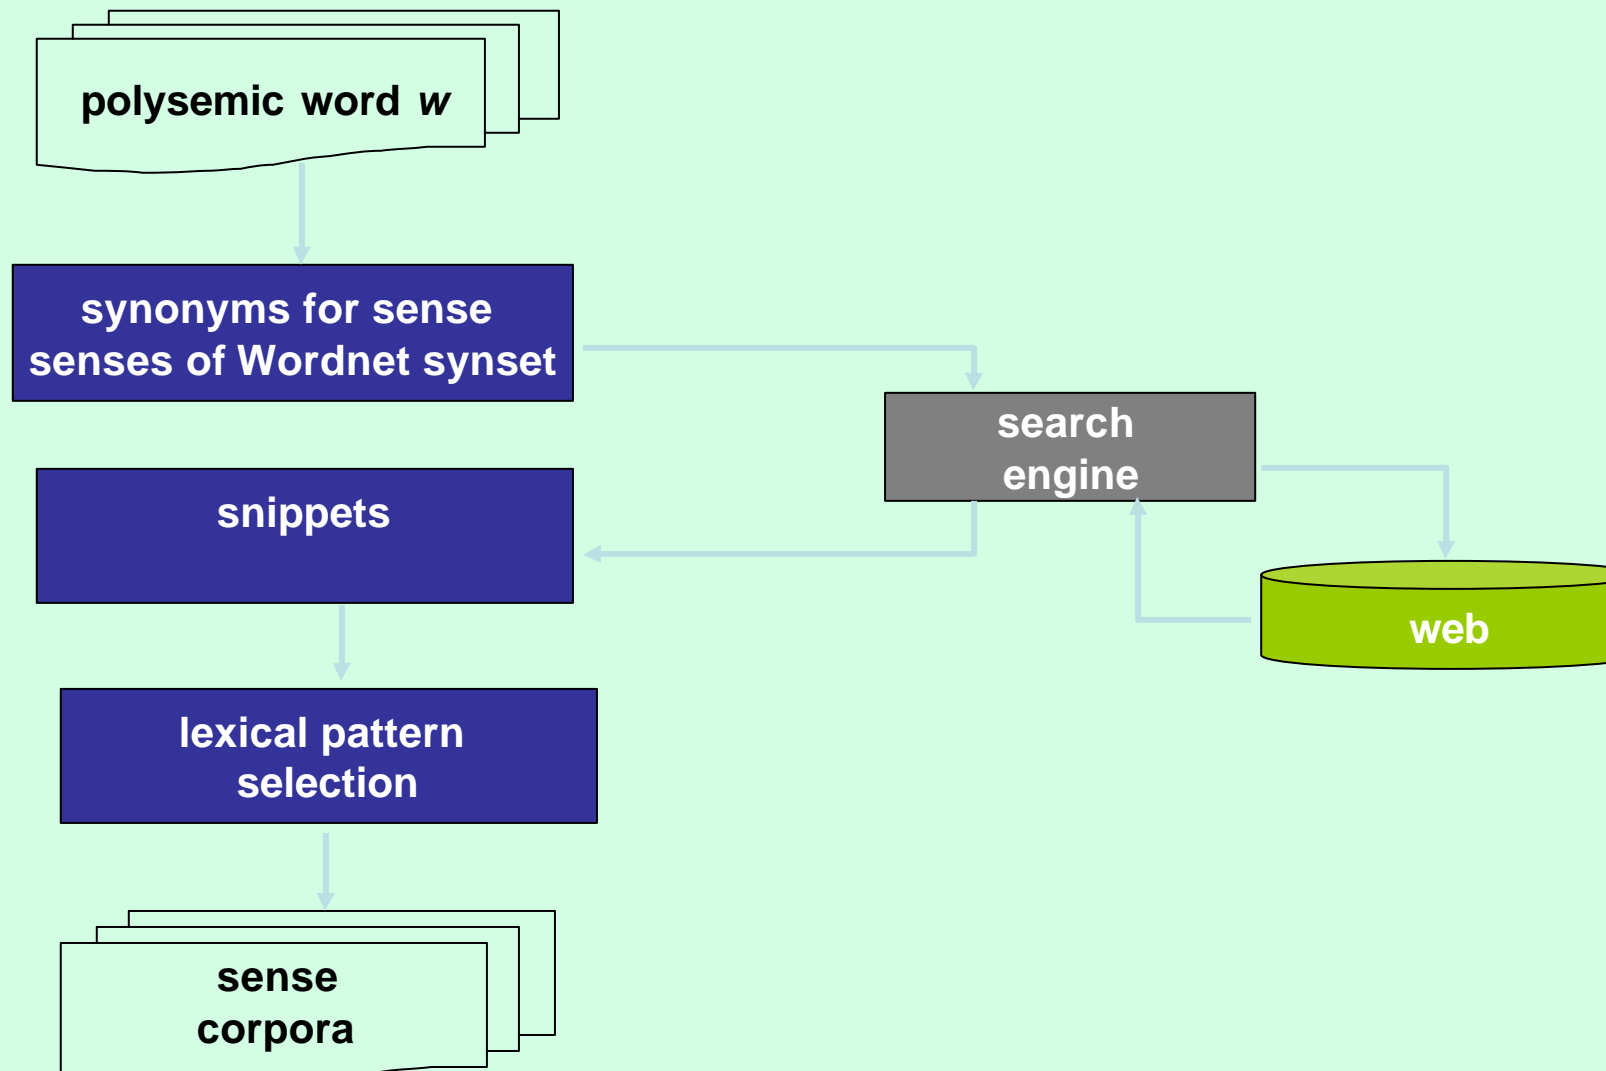 polysemic word w
synonyms for sense
senses of Wordnet synset
search
engine
snippets
web
lexical pattern
selection
sense
corpora